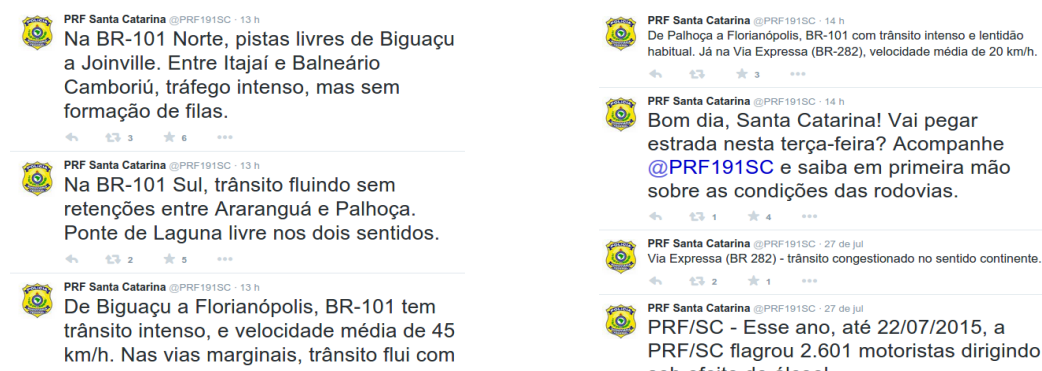 PRF Santa Catarina @PRF191SC · 13 h
Na BR-101 Norte, pistas livres de Biguaçu
a Joinville. Entre Itajaí e Balneário
Camboriú, tráfego intenso, mas sem
formação de filas.
3 6
PRF Santa Catarina @PRF191SC · 13 h
Na BR-101 Sul, trânsito fluindo sem
retenções entre Araranguá e Palhoça.
Ponte de Laguna livre nos dois sentidos.
2 5
PRF Santa Catarina @PRF191SC · 13 h
De Biguaçu a Florianópolis, BR-101 tem
trânsito intenso, e velocidade média de 45
km/h. Nas vias marginais, trânsito flui com
PRF Santa Catarina @PRF191SC · 14 h
De Palhoça a Florianópolis, BR-101 com trânsito intenso e lentidão
habitual. Já na Via Expressa (BR-282), velocidade média de 20 km/h.
3
PRF Santa Catarina @PRF191SC · 14 h
Bom dia, Santa Catarina! Vai pegar
estrada nesta terça-feira? Acompanhe
@PRF191SC e saiba em primeira mão
sobre as condições das rodovias.
1 4
PRF Santa Catarina @PRF191SC · 27 de jul
Via Expressa (BR 282) - trânsito congestionado no sentido continente.
2 1
PRF Santa Catarina @PRF191SC · 27 de jul
PRF/SC - Esse ano, até 22/07/2015, a
PRF/SC flagrou 2.601 motoristas dirigindo